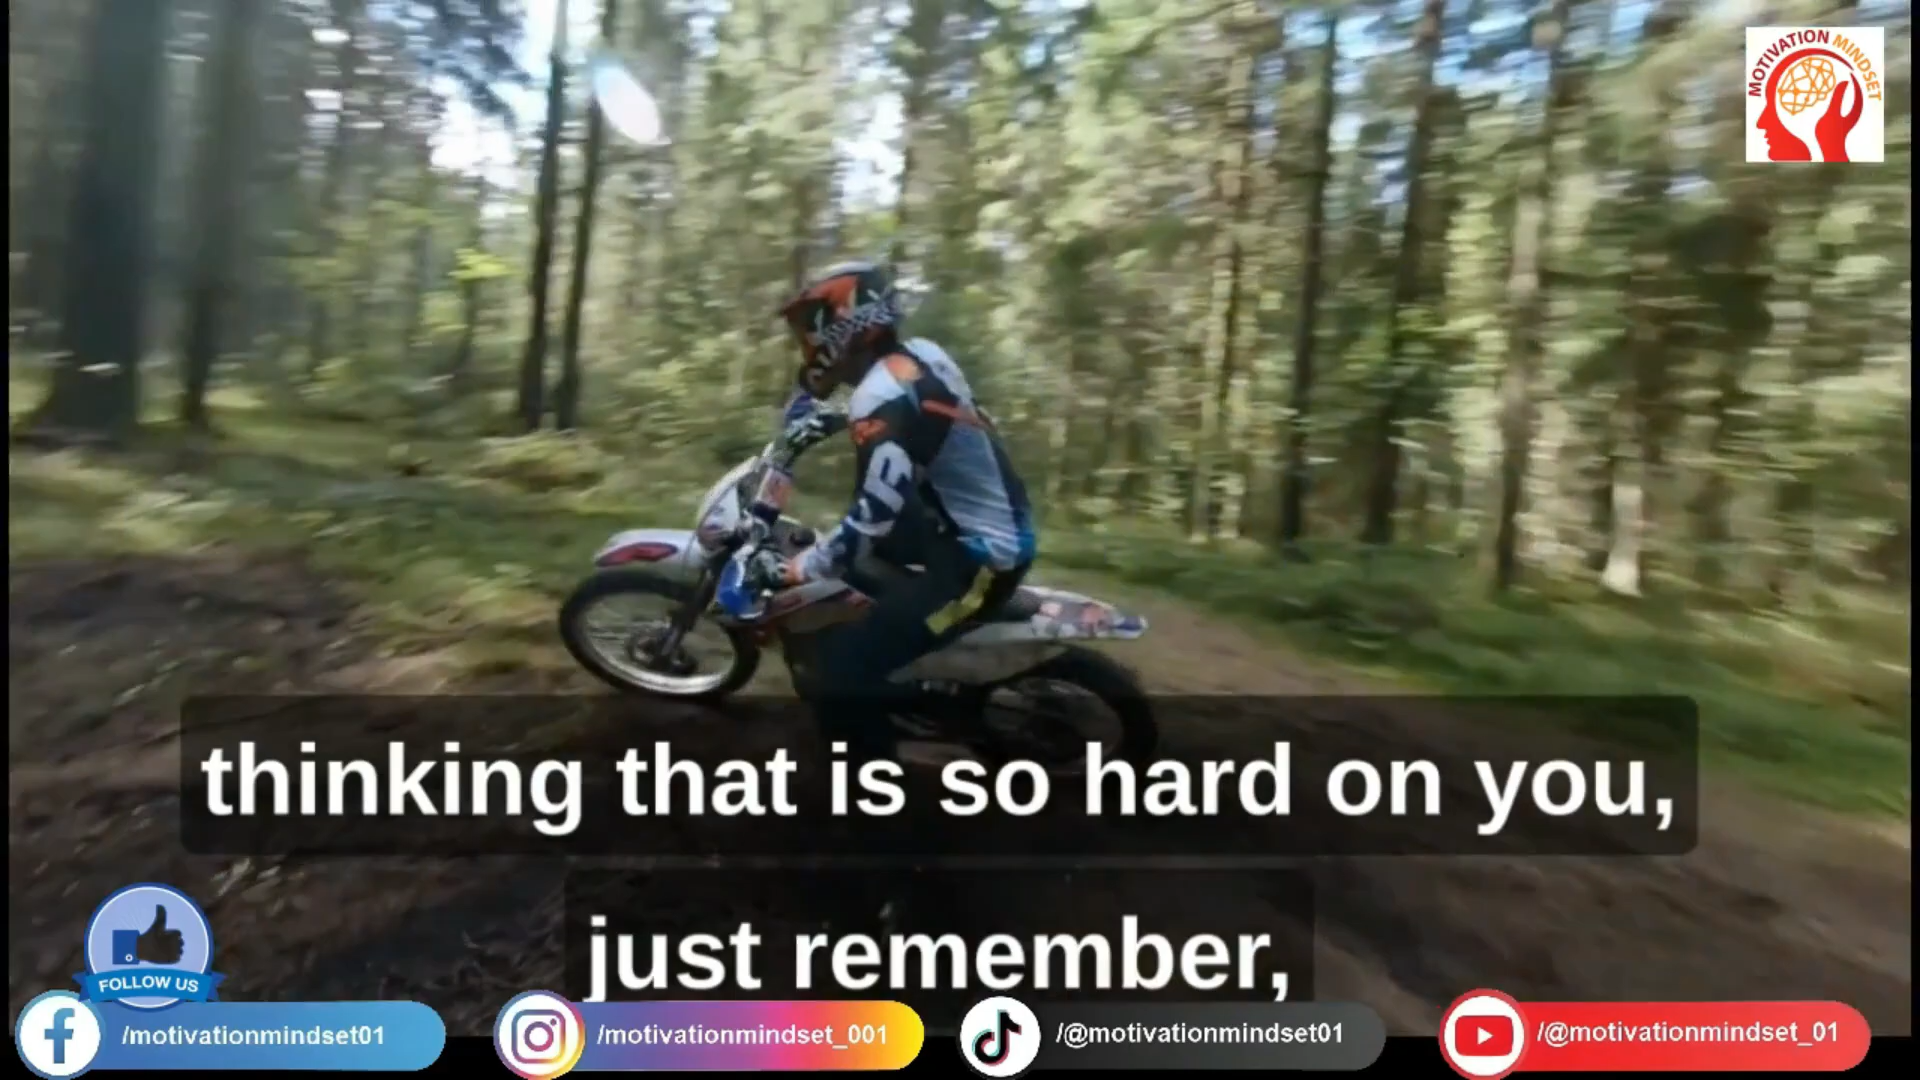 MOTIVATION MINDSET
thinking that is so hard on you,
just remember,
FOLLOW US
/motivationmindset01
/motivationmindset_001
/@motivationmindset01
/@motivationmindset_01